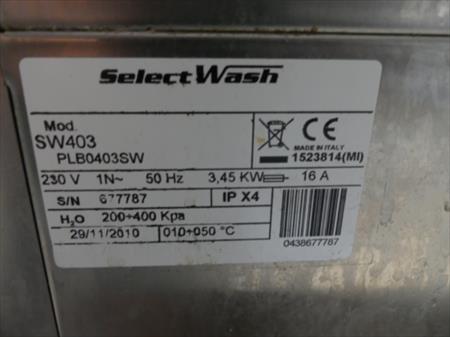 SelectWash
Mod.
SW403
PLB0403SW
CE
MADE IN ITALY
1523814(MI)
230 V 1N~ 50 Hz 3,45 KW 16 A
S/N 677787 IP X4
H₂O 200÷400 Kpa
29/11/2010 010÷050 °C
0438677787